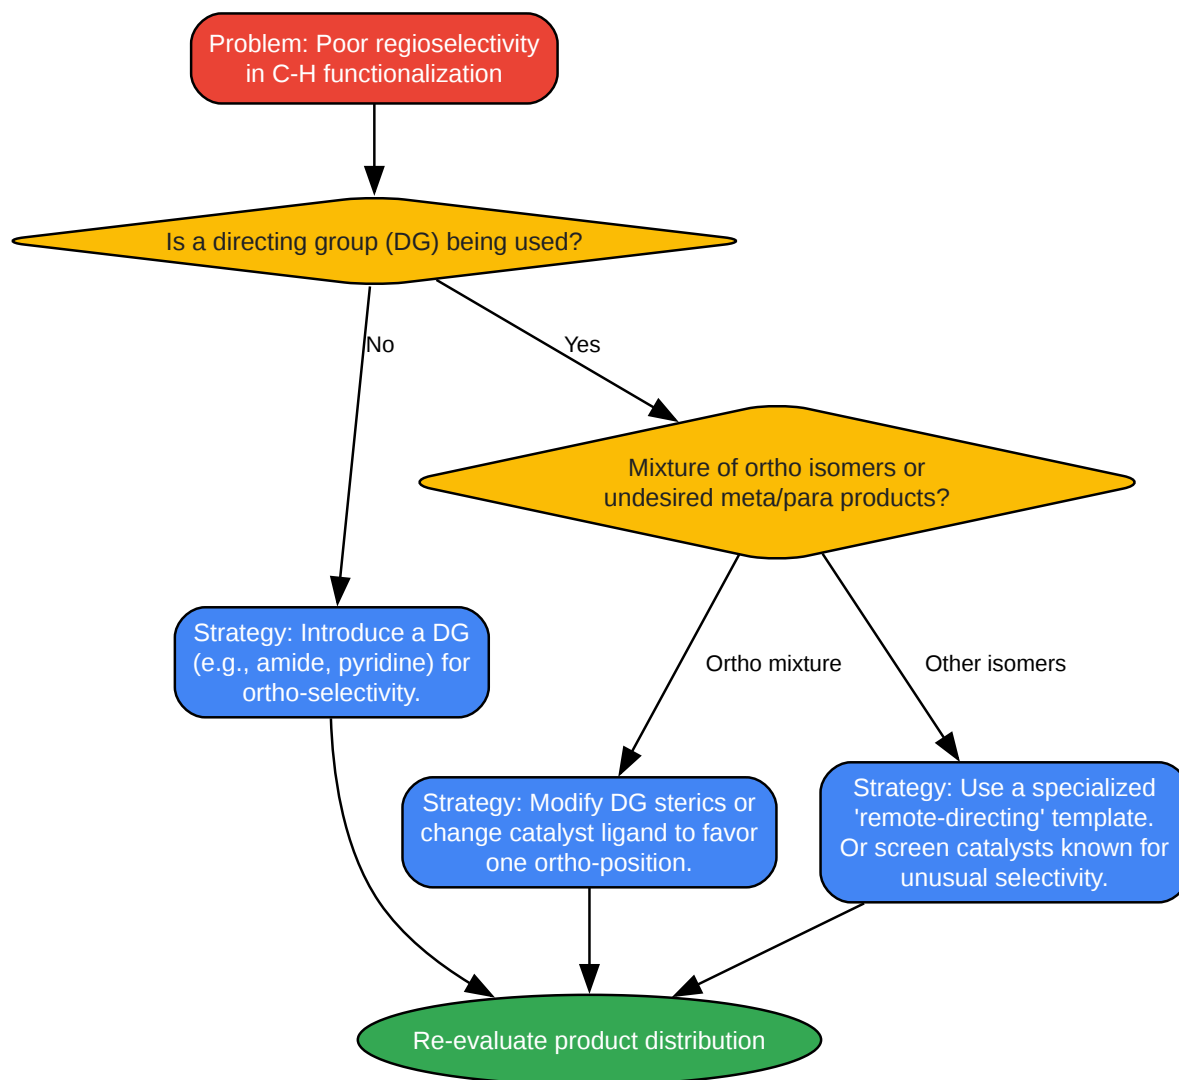 Problem: Poor regioselectivity
in C-H functionalization
Is a directing group (DG) being used?
No
Yes
Mixture of ortho isomers or
undesired meta/para products?
Strategy: Introduce a DG
(e.g., amide, pyridine) for
ortho-selectivity.
Ortho mixture
Other isomers
Strategy: Modify DG sterics or
change catalyst ligand to favor
one ortho-position.
Strategy: Use a specialized
'remote-directing' template.
Or screen catalysts known for
unusual selectivity.
Re-evaluate product distribution